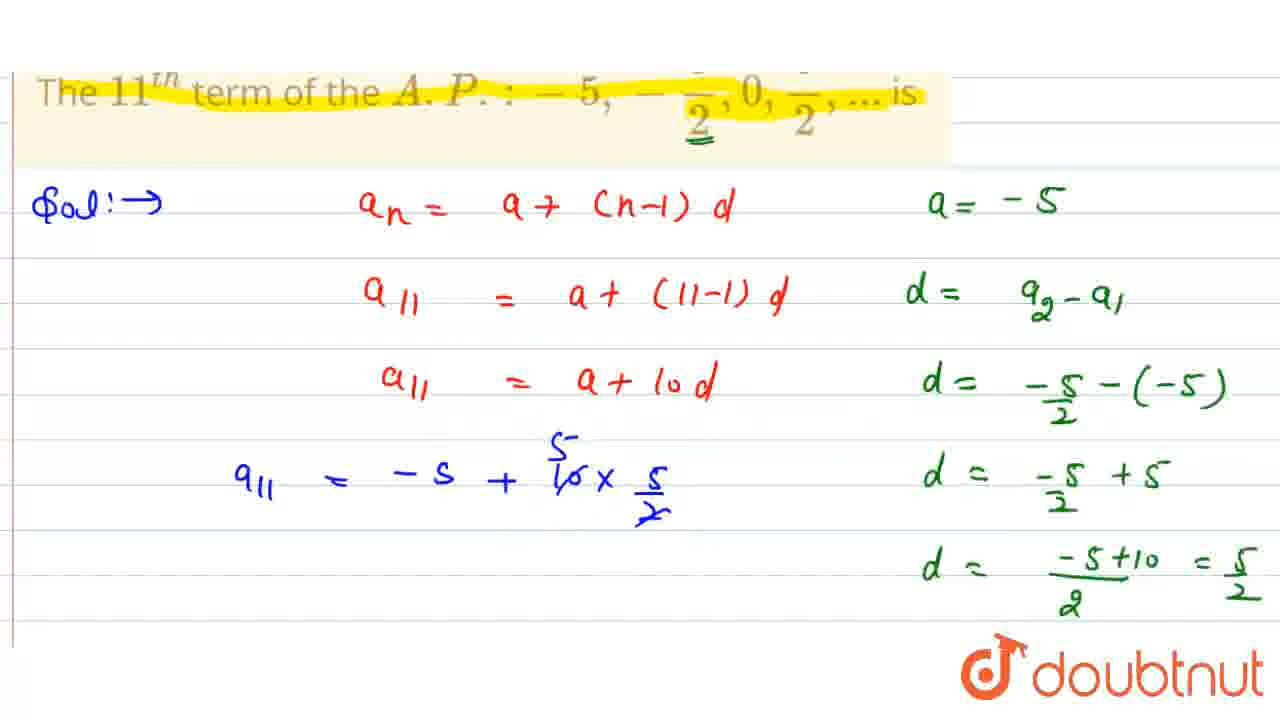 The 11^th term of the A. P. : − 5, − /2, 0, /2, ... is
Sol:→ aₙ = a + (n-1) d a = - 5
a₁₁ = a + (11-1) d d = a₂ - a₁
a₁₁ = a + 10d d = -5/2 - (-5)
a₁₁ = - 5 + 10 5 × 5/2 d = -5/2 + 5
d = -5+10/2 = 5/2
doubtnut